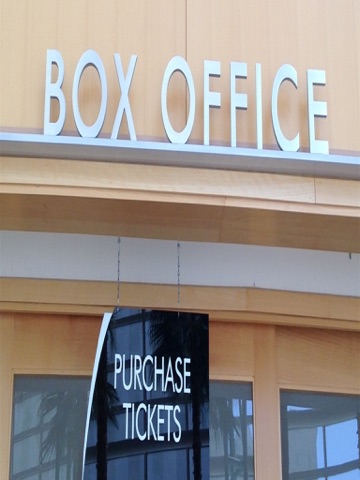 BOX OFFICE
PURCHASE
TICKETS